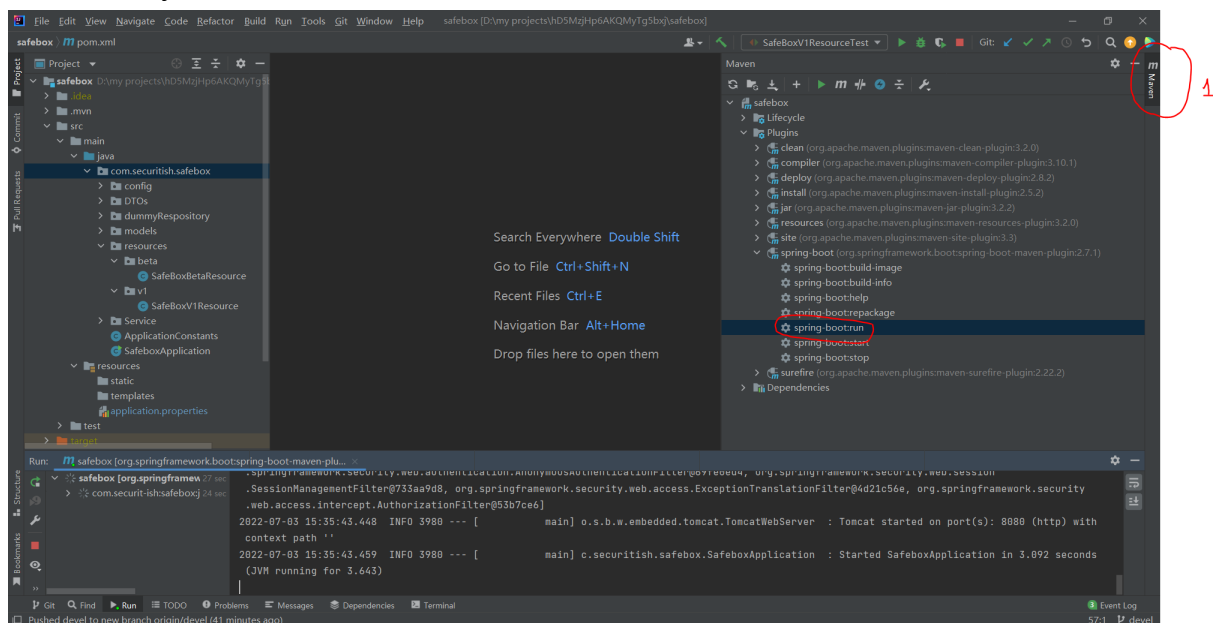 File Edit View Navigate Code Refactor Build Run Tools Git Window Help safebox [D:\my projects\hD5MzjHp6AKQMyTg5bxj\safebox]
safebox m pom.xml SafeBoxV1ResourceTest Git:
Project
safebox D:\my projects\hD5MzjHp6AKQMyTg5b
.idea
.mvn
src
main
java
com.securitish.safebox
config
DTOs
dummyRespository
models
resources
beta
SafeBoxBetaResource
v1
SafeBoxV1Resource
Service
ApplicationConstants
SafeboxApplication
resources
static
templates
application.properties
test
target
Project
Commit
Pull Requests
Structure
Bookmarks
Search Everywhere Double Shift
Go to File Ctrl+Shift+N
Recent Files Ctrl+E
Navigation Bar Alt+Home
Drop files here to open them
Maven
safebox
Lifecycle
Plugins
clean (org.apache.maven.plugins:maven-clean-plugin:3.2.0)
compiler (org.apache.maven.plugins:maven-compiler-plugin:3.10.1)
deploy (org.apache.maven.plugins:maven-deploy-plugin:2.8.2)
install (org.apache.maven.plugins:maven-install-plugin:2.5.2)
jar (org.apache.maven.plugins:maven-jar-plugin:3.2.2)
resources (org.apache.maven.plugins:maven-resources-plugin:3.2.0)
site (org.apache.maven.plugins:maven-site-plugin:3.3)
spring-boot (org.springframework.boot:spring-boot-maven-plugin:2.7.1)
spring-boot:build-image
spring-boot:build-info
spring-boot:help
spring-boot:repackage
spring-boot:run
spring-boot:start
spring-boot:stop
surefire (org.apache.maven.plugins:maven-surefire-plugin:2.22.2)
Dependencies
m Maven
1
Run: safebox [org.springframework.boot:spring-boot-maven-plu...
safebox [org.springframew 27 sec
com.securit-ish:safebox:j 24 sec
.springframework.security.web.authentication.AnonymousAuthenticationFilter@69fe0ed4, org.springframework.security.web.session
.SessionManagementFilter@733aa9d8, org.springframework.security.web.access.ExceptionTranslationFilter@4d21c56e, org.springframework.security
.web.access.intercept.AuthorizationFilter@53b7ce6]
2022-07-03 15:35:43.448 INFO 3980 --- [ main] o.s.b.w.embedded.tomcat.TomcatWebServer : Tomcat started on port(s): 8080 (http) with
context path ''
2022-07-03 15:35:43.459 INFO 3980 --- [ main] c.securitish.safebox.SafeboxApplication : Started SafeboxApplication in 3.092 seconds
(JVM running for 3.643)
Git Find Run TODO Problems Messages Dependencies Terminal 3 Event Log
Pushed devel to new branch origin/devel (41 minutes ago) 57:1 devel